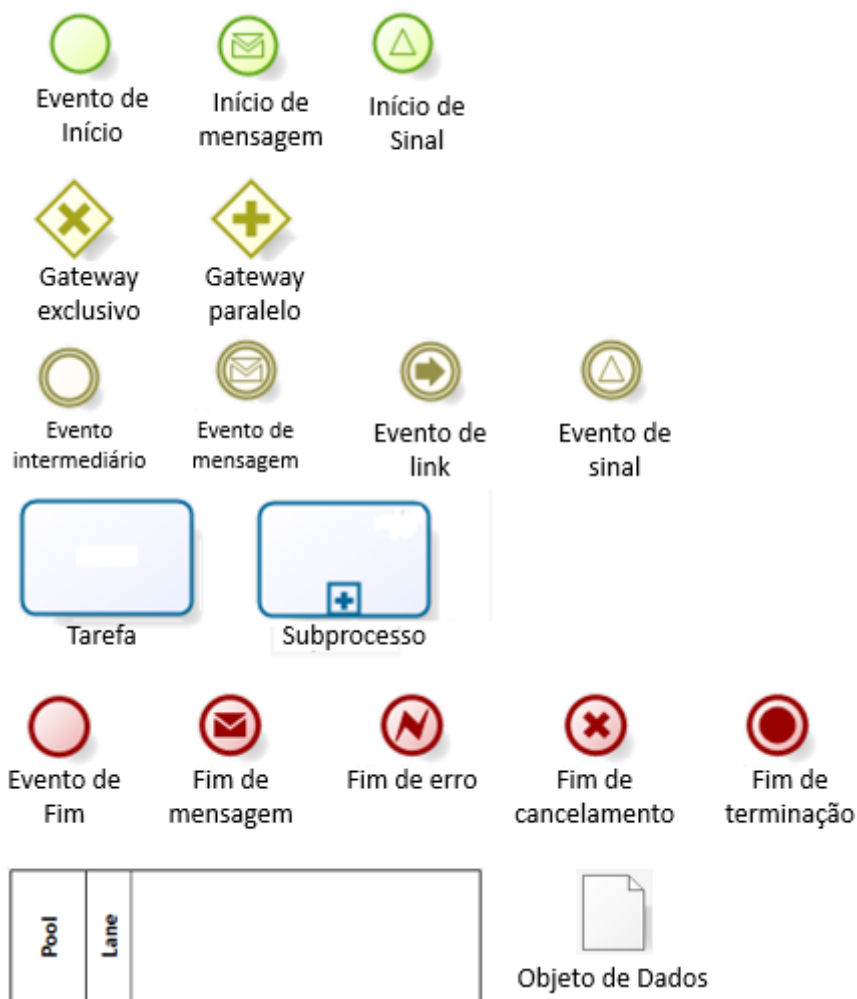 Evento de Início de Início de
Início mensagem Sinal
Gateway Gateway
exclusivo paralelo
Evento Evento de Evento de Evento de
intermediário mensagem link sinal
Tarefa Subprocesso
Evento de Fim de Fim de erro Fim de Fim de
Fim mensagem cancelamento terminação
Pool Lane
Objeto de Dados